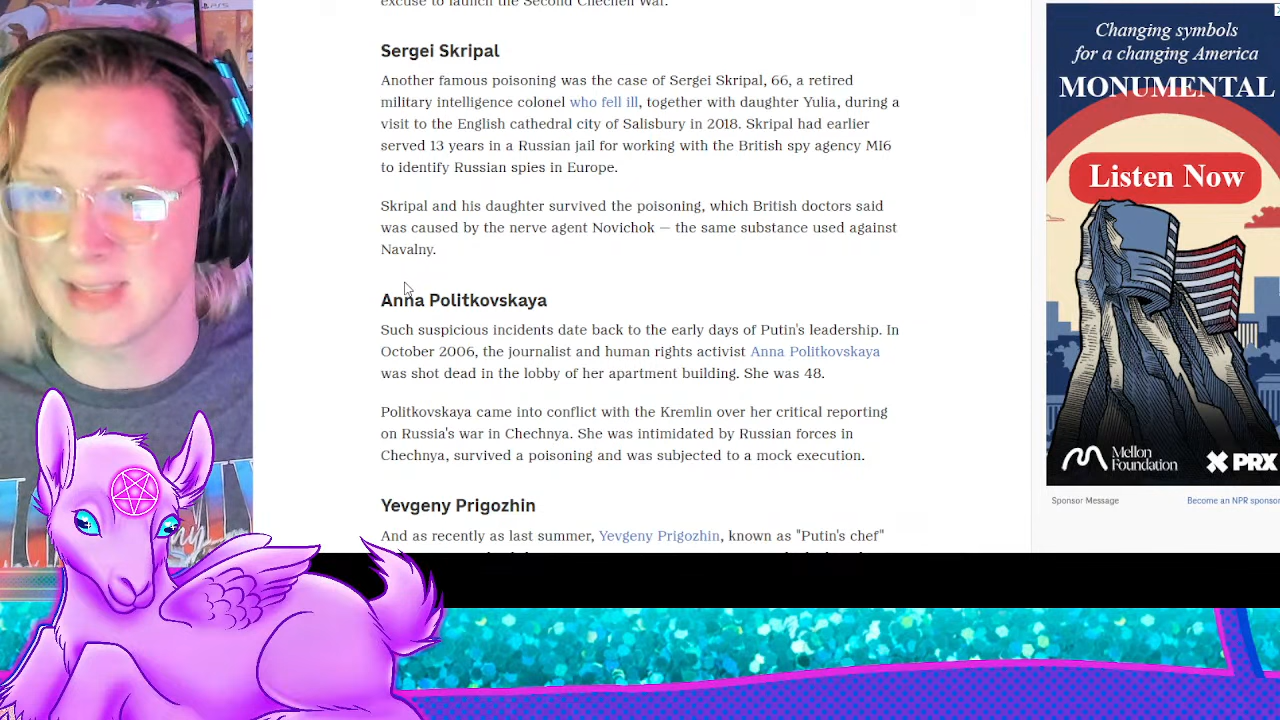 excuse to launch the Second Chechen War.
Sergei Skripal
Another famous poisoning was the case of Sergei Skripal, 66, a retired
military intelligence colonel who fell ill, together with daughter Yulia, during a
visit to the English cathedral city of Salisbury in 2018. Skripal had earlier
served 13 years in a Russian jail for working with the British spy agency MI6
to identify Russian spies in Europe.
Skripal and his daughter survived the poisoning, which British doctors said
was caused by the nerve agent Novichok — the same substance used against
Navalny.
Anna Politkovskaya
Such suspicious incidents date back to the early days of Putin's leadership. In
October 2006, the journalist and human rights activist Anna Politkovskaya
was shot dead in the lobby of her apartment building. She was 48.
Politkovskaya came into conflict with the Kremlin over her critical reporting
on Russia's war in Chechnya. She was intimidated by Russian forces in
Chechnya, survived a poisoning and was subjected to a mock execution.
Yevgeny Prigozhin
And as recently as last summer, Yevgeny Prigozhin, known as "Putin's chef"
Changing symbols
for a changing America
MONUMENTAL
Listen Now
Mellon
Foundation
PRX
Sponsor Message
Become an NPR sponsor